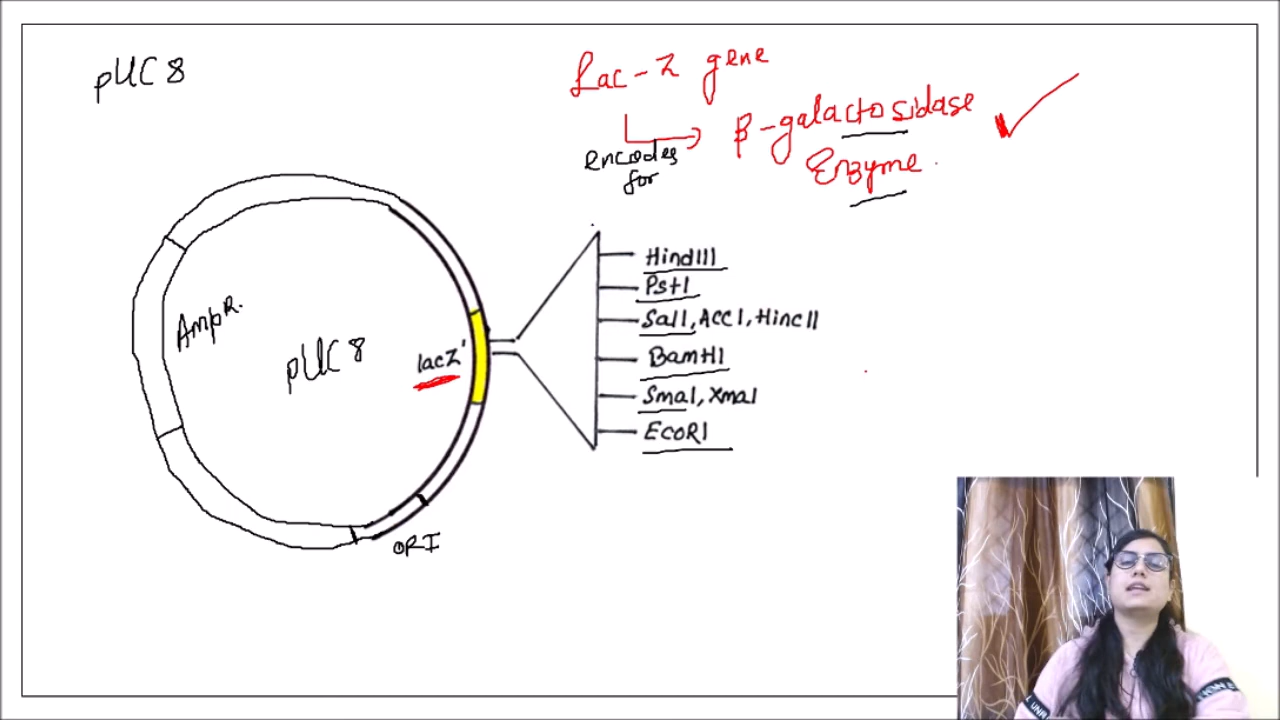 pUC 8
Lac-Z gene
encodes for
β-galactosidase
Enzyme
HindIII
PstI
SalI, AccI, HincII
BamHI
SmaI, XmaI
EcoRI
AmpR.
pUC 8
lacZ'
ORI